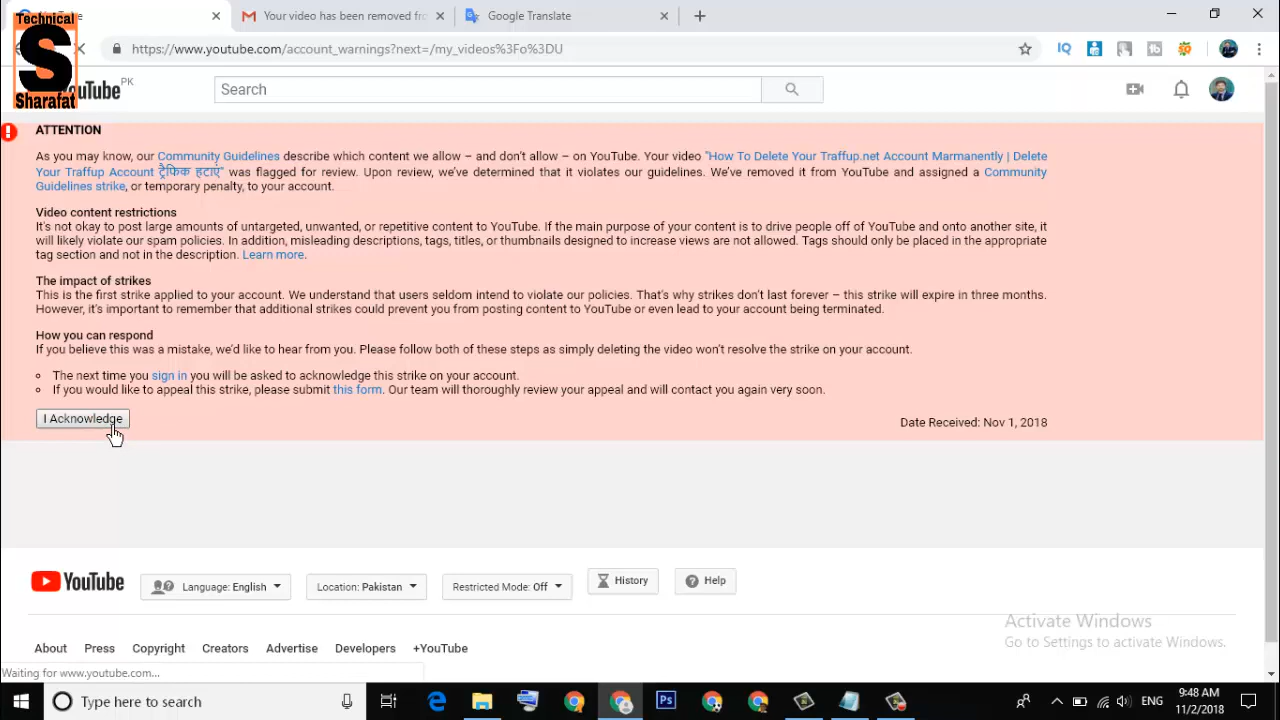 Technical
S
Sharafat
Your video has been removed fro
Google Translate
https://www.youtube.com/account_warnings?next=/my_videos%3Fo%3DU
PK
Search
ATTENTION
As you may know, our Community Guidelines describe which content we allow – and don't allow – on YouTube. Your video "How To Delete Your Traffup.net Account Marmanently | Delete
Your Traffup Account ट्रैफिक हटाएं" was flagged for review. Upon review, we've determined that it violates our guidelines. We've removed it from YouTube and assigned a Community
Guidelines strike, or temporary penalty, to your account.
Video content restrictions
It's not okay to post large amounts of untargeted, unwanted, or repetitive content to YouTube. If the main purpose of your content is to drive people off of YouTube and onto another site, it
will likely violate our spam policies. In addition, misleading descriptions, tags, titles, or thumbnails designed to increase views are not allowed. Tags should only be placed in the appropriate
tag section and not in the description. Learn more.
The impact of strikes
This is the first strike applied to your account. We understand that users seldom intend to violate our policies. That's why strikes don't last forever – this strike will expire in three months.
However, it's important to remember that additional strikes could prevent you from posting content to YouTube or even lead to your account being terminated.
How you can respond
If you believe this was a mistake, we'd like to hear from you. Please follow both of these steps as simply deleting the video won't resolve the strike on your account.
The next time you sign in you will be asked to acknowledge this strike on your account.
If you would like to appeal this strike, please submit this form. Our team will thoroughly review your appeal and will contact you again very soon.
I Acknowledge
Date Received: Nov 1, 2018
YouTube
Language: English
Location: Pakistan
Restricted Mode: Off
History
Help
Activate Windows
Go to Settings to activate Windows.
About Press Copyright Creators Advertise Developers +YouTube
Waiting for www.youtube.com...
Type here to search
Ps
ENG
9:48 AM
11/2/2018